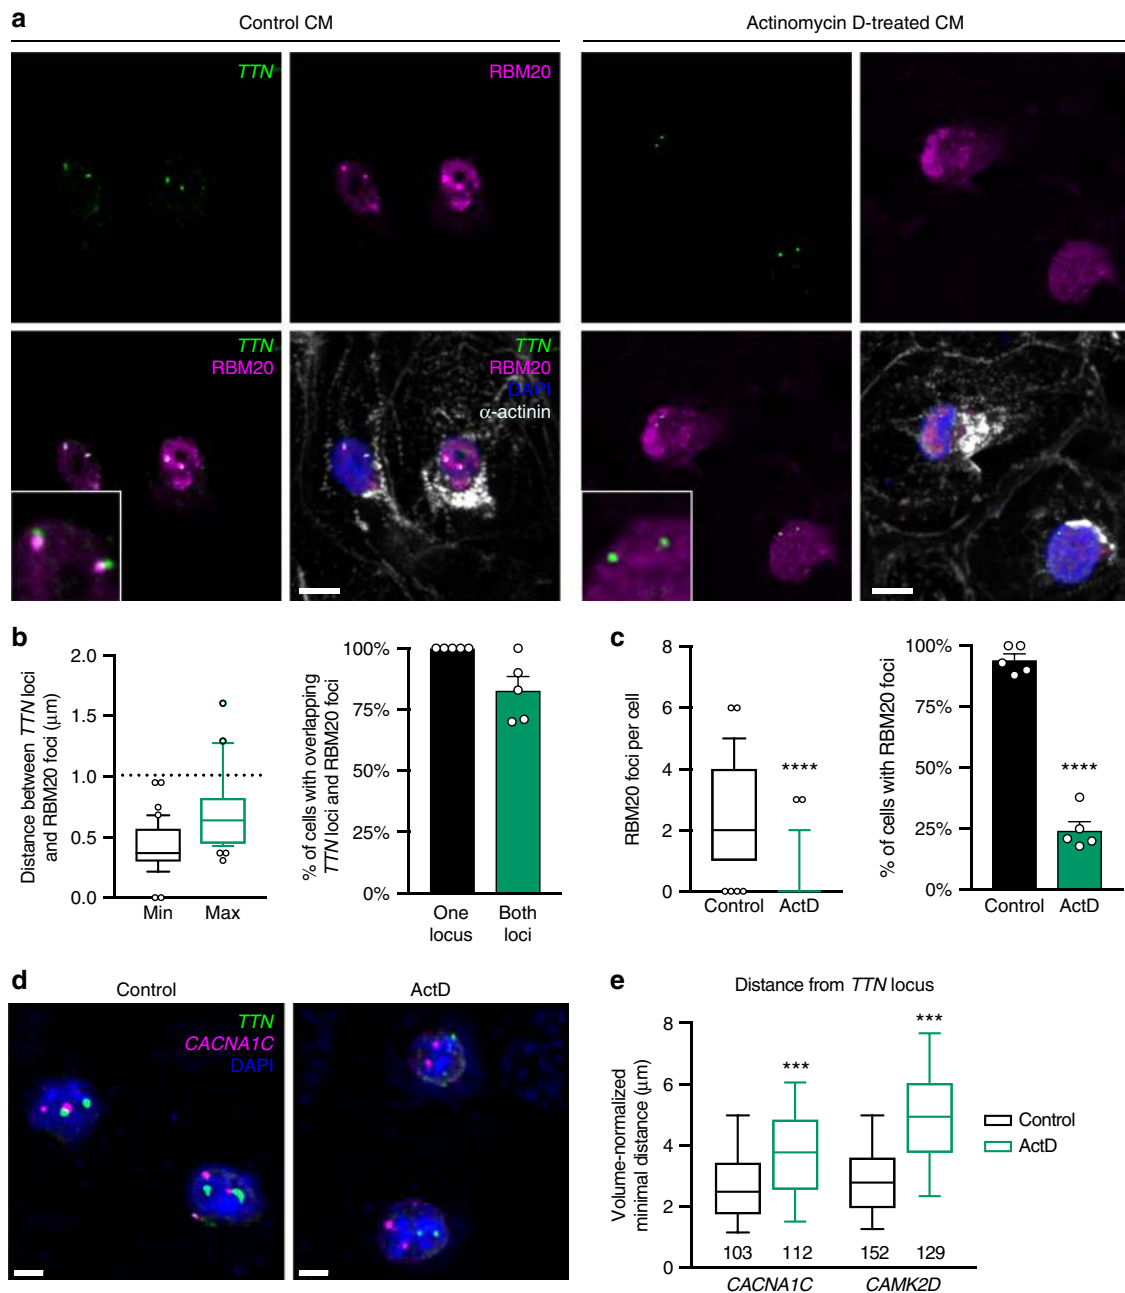 a
Control CM
Actinomycin D-treated CM
TTN
RBM20
TTN
RBM20
TTN
RBM20
DAPI
α-actinin
b
Distance between TTN loci
and RBM20 foci (μm)
2.0
1.5
1.0
0.5
0.0
Min
Max
% of cells with overlapping
TTN loci and RBM20 foci
100%
75%
50%
25%
0%
One
locus
Both
loci
c
RBM20 foci per cell
8
6
4
2
0
****
Control
ActD
% of cells with RBM20 foci
100%
75%
50%
25%
0%
****
Control
ActD
d
Control
ActD
TTN
CACNA1C
DAPI
e
Distance from TTN locus
Volume-normalized
minimal distance (μm)
8
6
4
2
0
***
***
103
112
152
129
CACNA1C
CAMK2D
Control
ActD